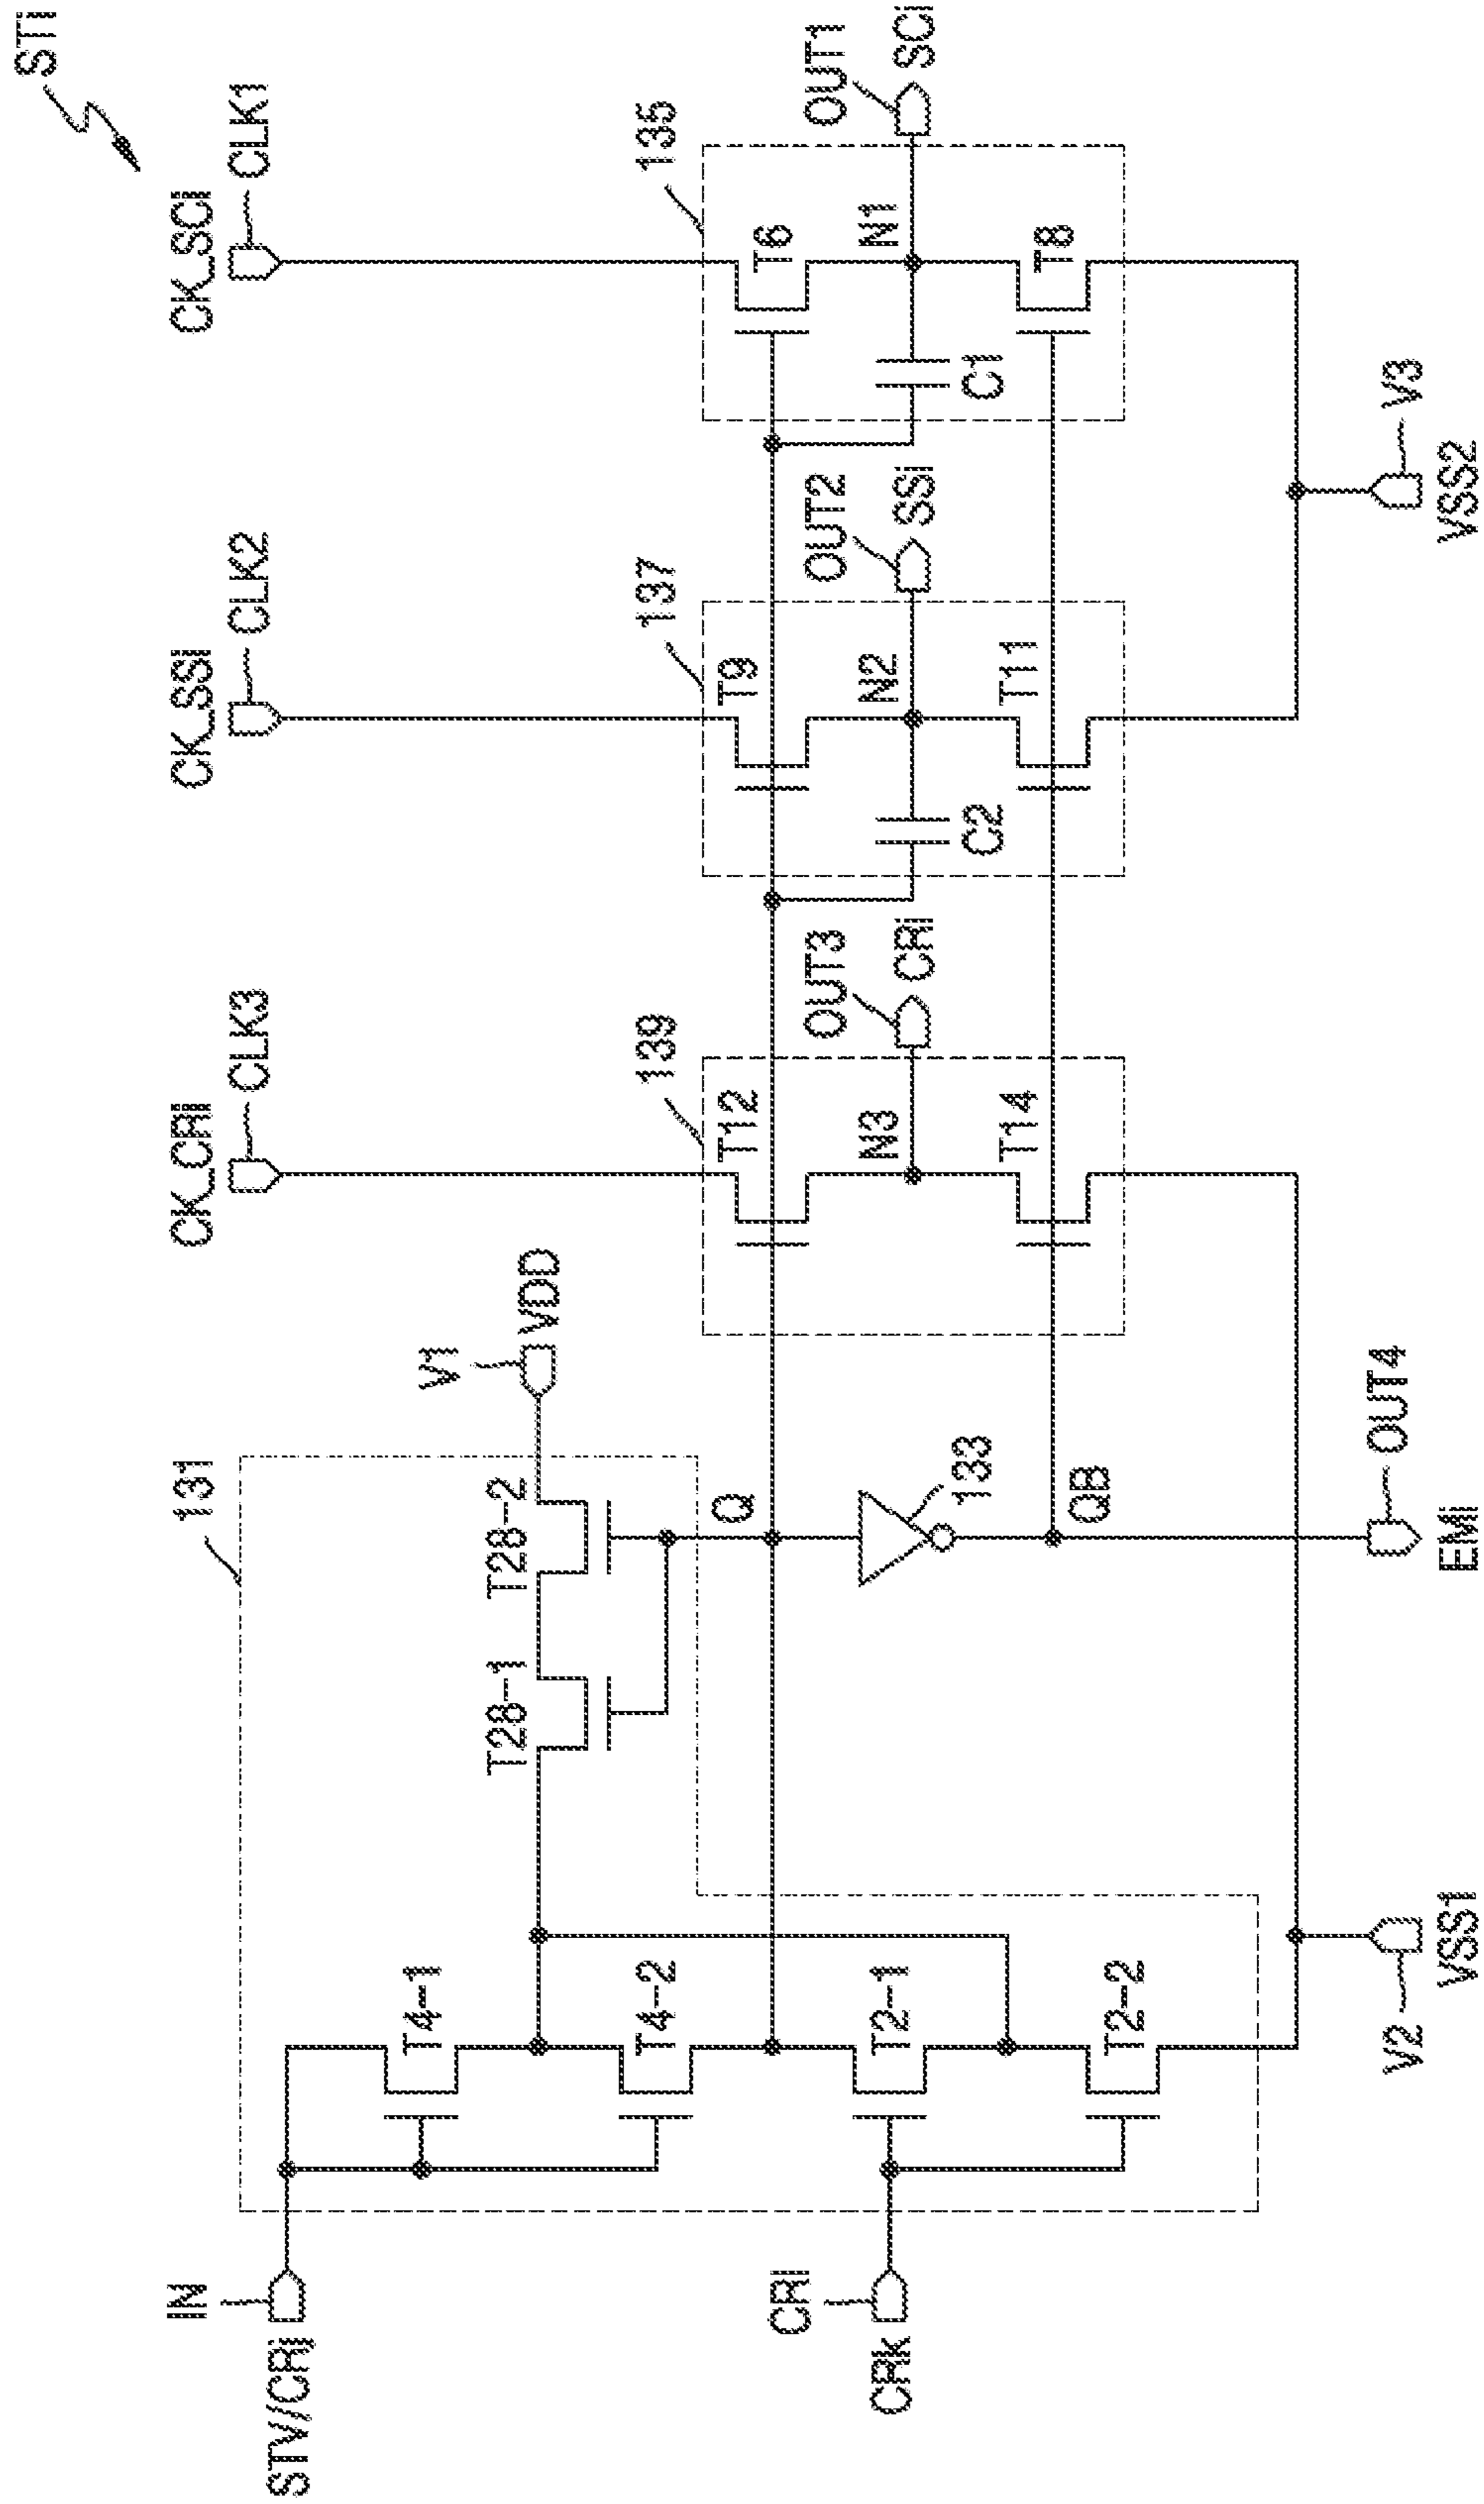 STi
CK_SCi
CLK1
CK_SSi
CLK2
CK_CRi
CLK3
131
V1
VDD
139
137
135
IN
STV/CRj
T4-1
T28-1
T28-2
T4-2
Q
T12
T9
T6
OUT3
CRi
OUT2
SSi
OUT1
SCi
N3
N2
N1
CRI
CRk
T2-1
133
C2
C1
T2-2
QB
T14
T11
T8
V2
VSS1
EMi
OUT4
V3
VSS2